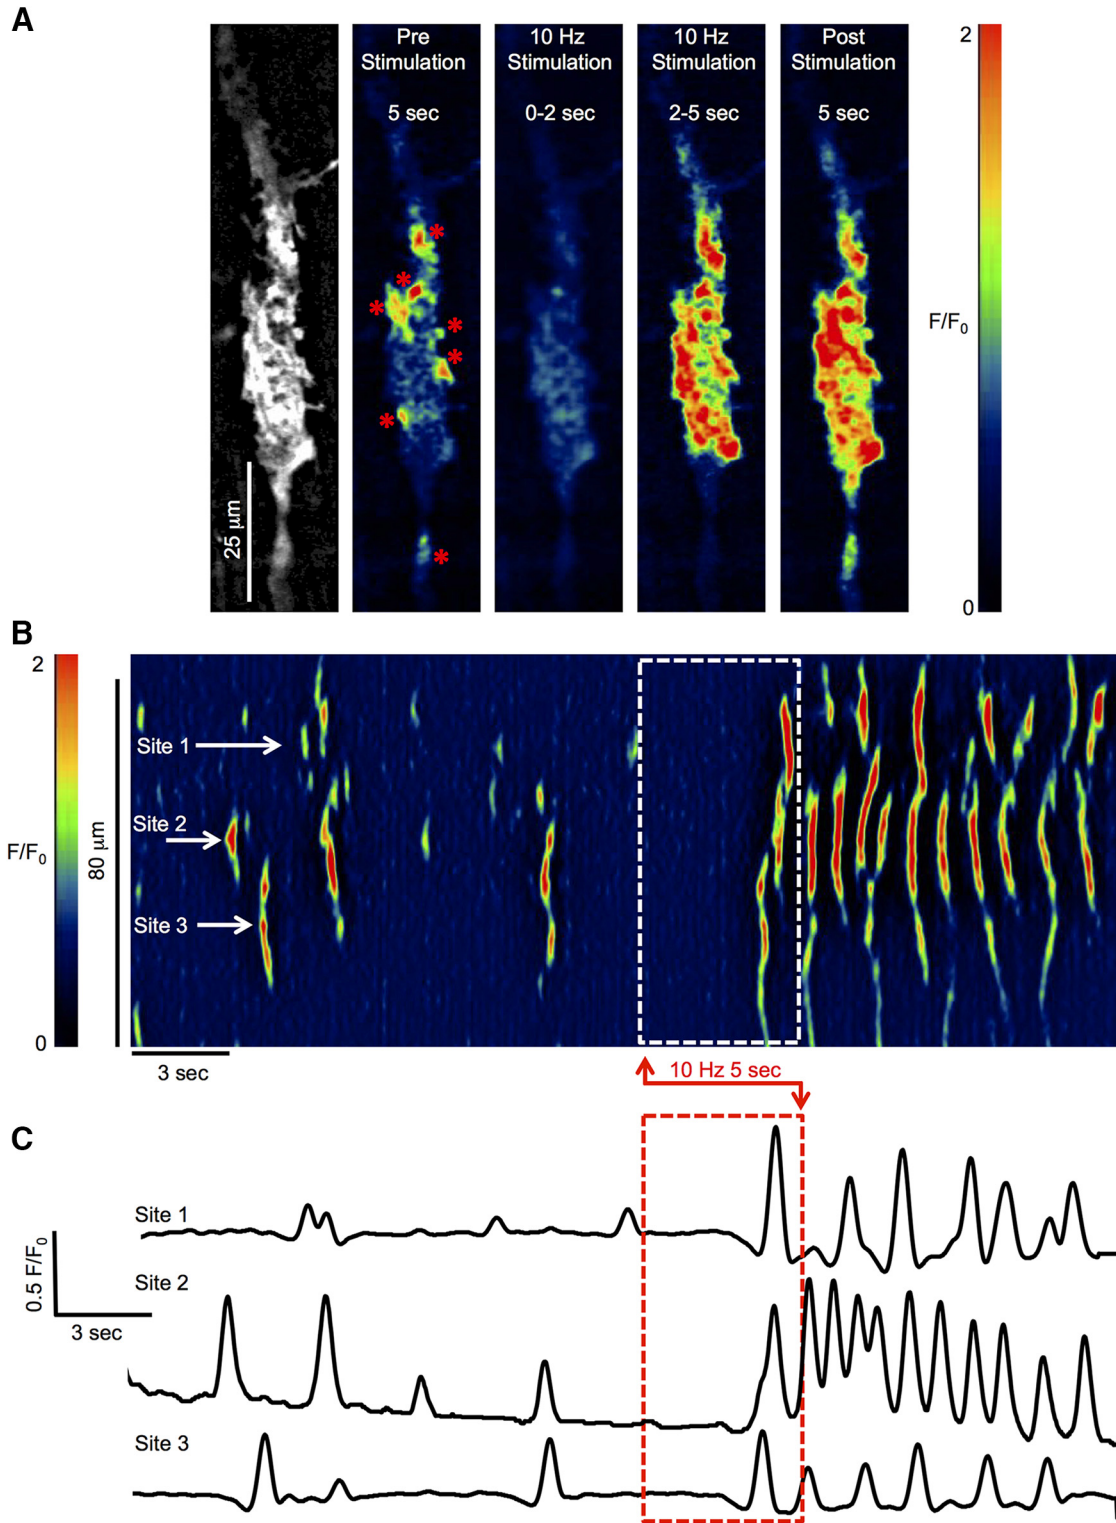 A
Pre
Stimulation
5 sec
10 Hz
Stimulation
0-2 sec
10 Hz
Stimulation
2-5 sec
Post
Stimulation
5 sec
2
F/F0
0
25 μm
*
*
*
*
*
*
*
B
2
F/F0
0
80 μm
Site 1
Site 2
Site 3
3 sec
10 Hz 5 sec
C
Site 1
0.5 F/F0
Site 2
3 sec
Site 3